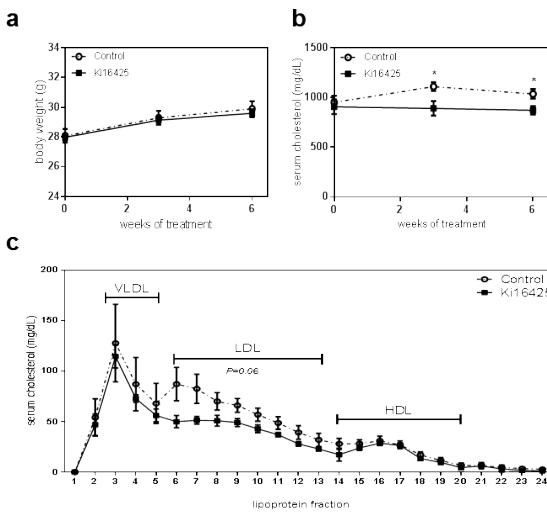 a
34
32
30
28
26
24
0
2
4
6
body weight (g)
weeks of treatment
Control
Ki16425
b
1500
1000
500
0
0
2
4
6
serum cholesterol (mg/dL)
weeks of treatment
Control
Ki16425
*
*
c
200
150
100
50
0
serum cholesterol (mg/dL)
VLDL
LDL
P=0.06
HDL
Control
Ki16425
1 2 3 4 5 6 7 8 9 10 11 12 13 14 15 16 17 18 19 20 21 22 23 24
lipoprotein fraction